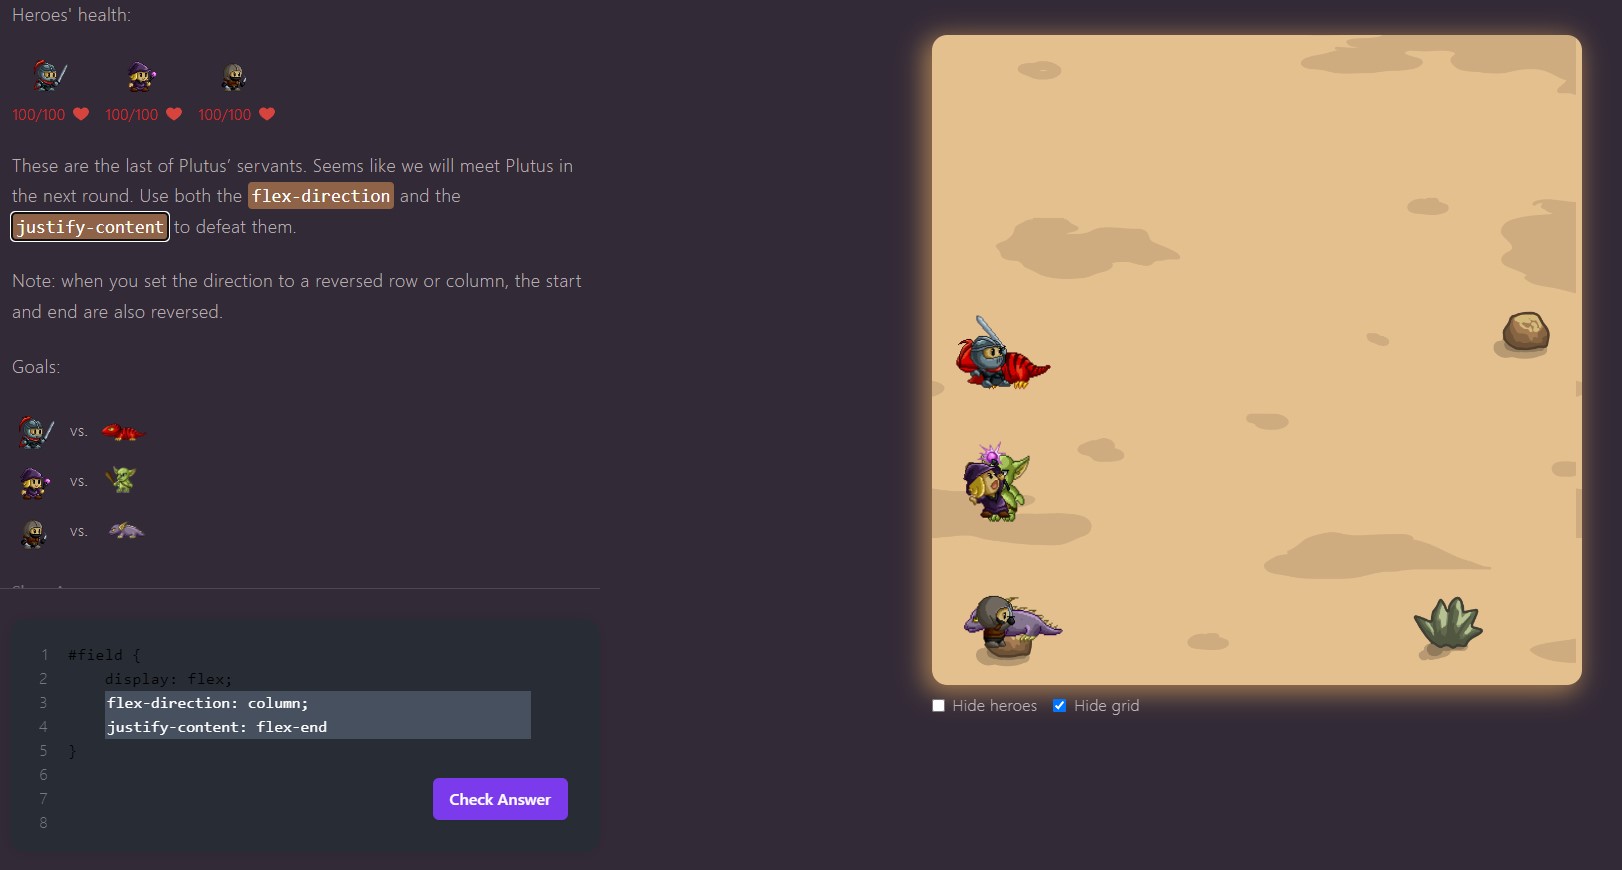 Heroes' health:
100/100 100/100 100/100
These are the last of Plutus’ servants. Seems like we will meet Plutus in
the next round. Use both the flex-direction and the
justify-content to defeat them.
Note: when you set the direction to a reversed row or column, the start
and end are also reversed.
Goals:
vs.
vs.
vs.
1 #field {
2 display: flex;
3 flex-direction: column;
4 justify-content: flex-end
5 }
6
7
8
Check Answer
Hide heroes Hide grid